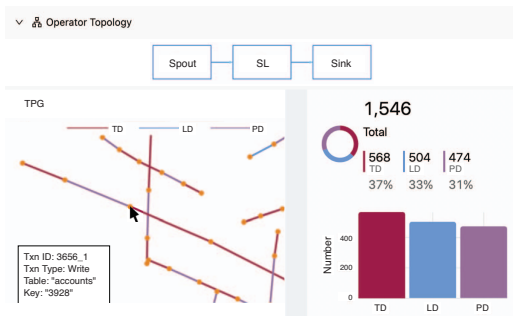 Operator Topology
Spout SL Sink
TPG
TD LD PD
Txn ID: 3656_1
Txn Type: Write
Table: "accounts"
Key: "3928"
1,546
Total
568 504 474
TD LD PD
37% 33% 31%
Number
400
200
0
TD LD PD